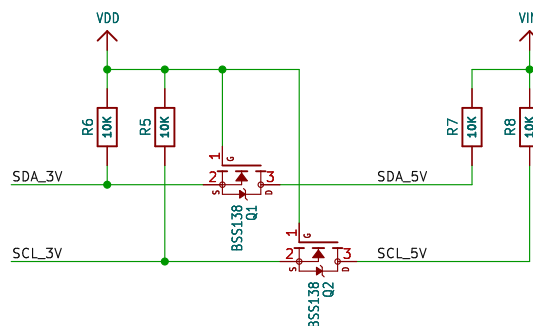 VDD
VIN
R6
10K
R5
10K
R7
10K
R8
10K
1
G
SDA_3V
2
S
3
D
SDA_5V
BSS138
Q1
1
G
SCL_3V
2
S
3
D
SCL_5V
BSS138
Q2